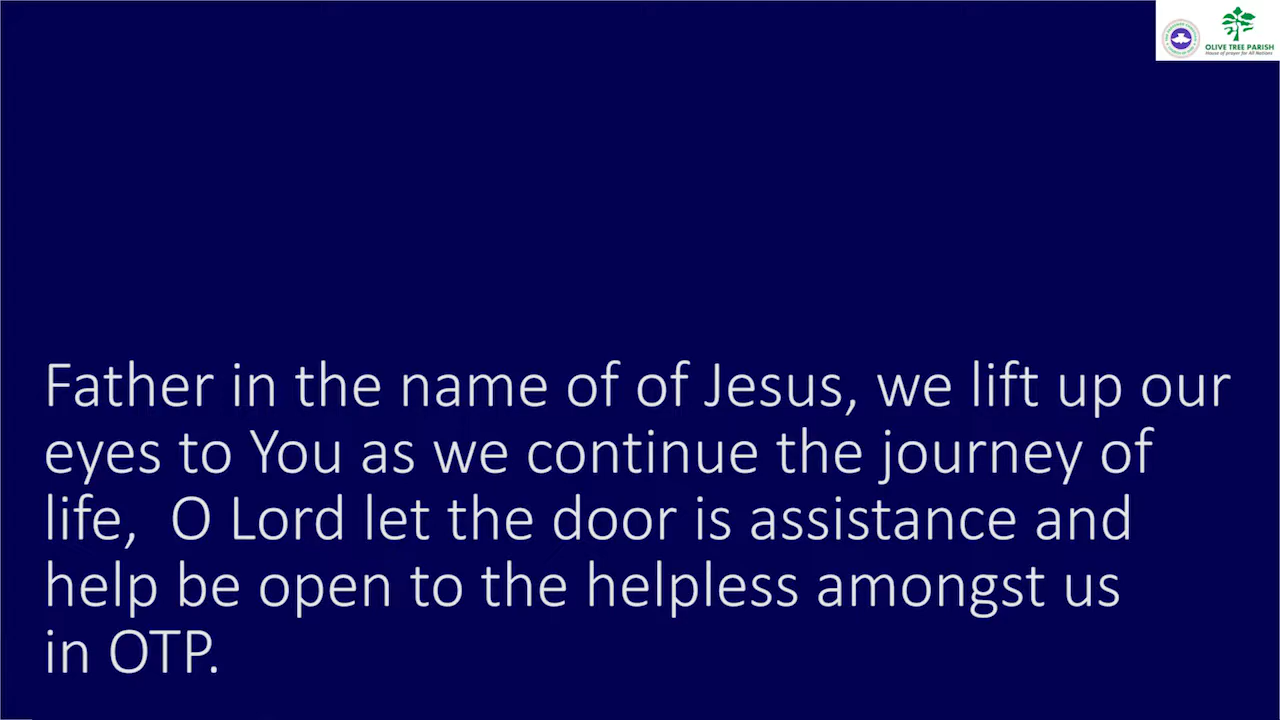 OLIVE TREE PARISH
House of prayer for All Nations
Father in the name of of Jesus, we lift up our
eyes to You as we continue the journey of
life,  O Lord let the door is assistance and
help be open to the helpless amongst us
in OTP.